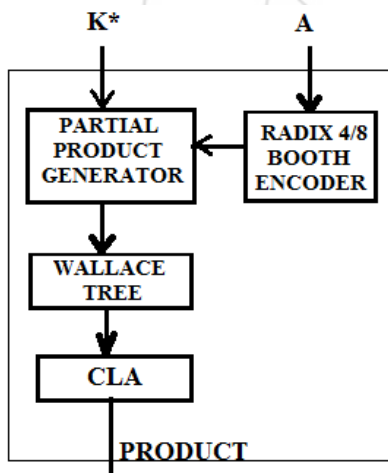 K* A
PARTIAL
PRODUCT
GENERATOR
RADIX 4/8
BOOTH
ENCODER
WALLACE
TREE
CLA
PRODUCT